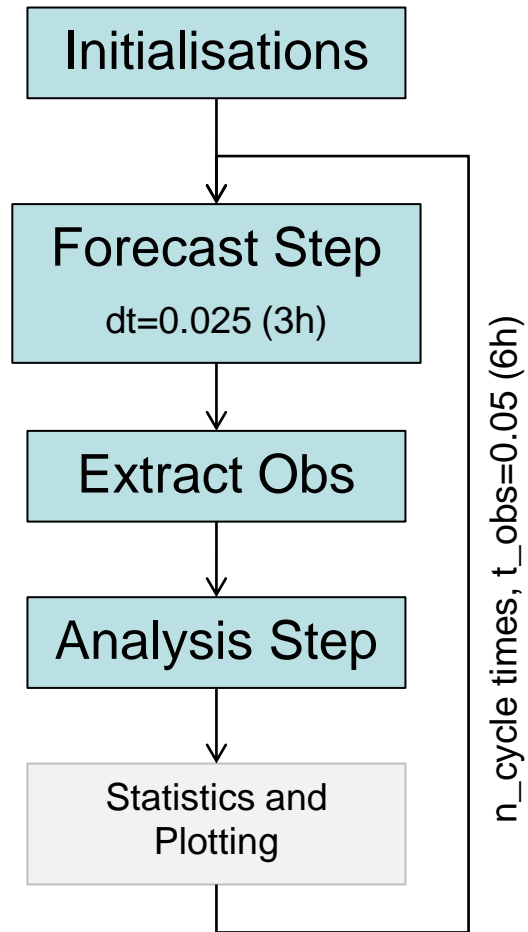 Initialisations
Forecast Step
dt=0.025 (3h)
Extract Obs
Analysis Step
Statistics and
Plotting
n_cycle times, t_obs=0.05 (6h)